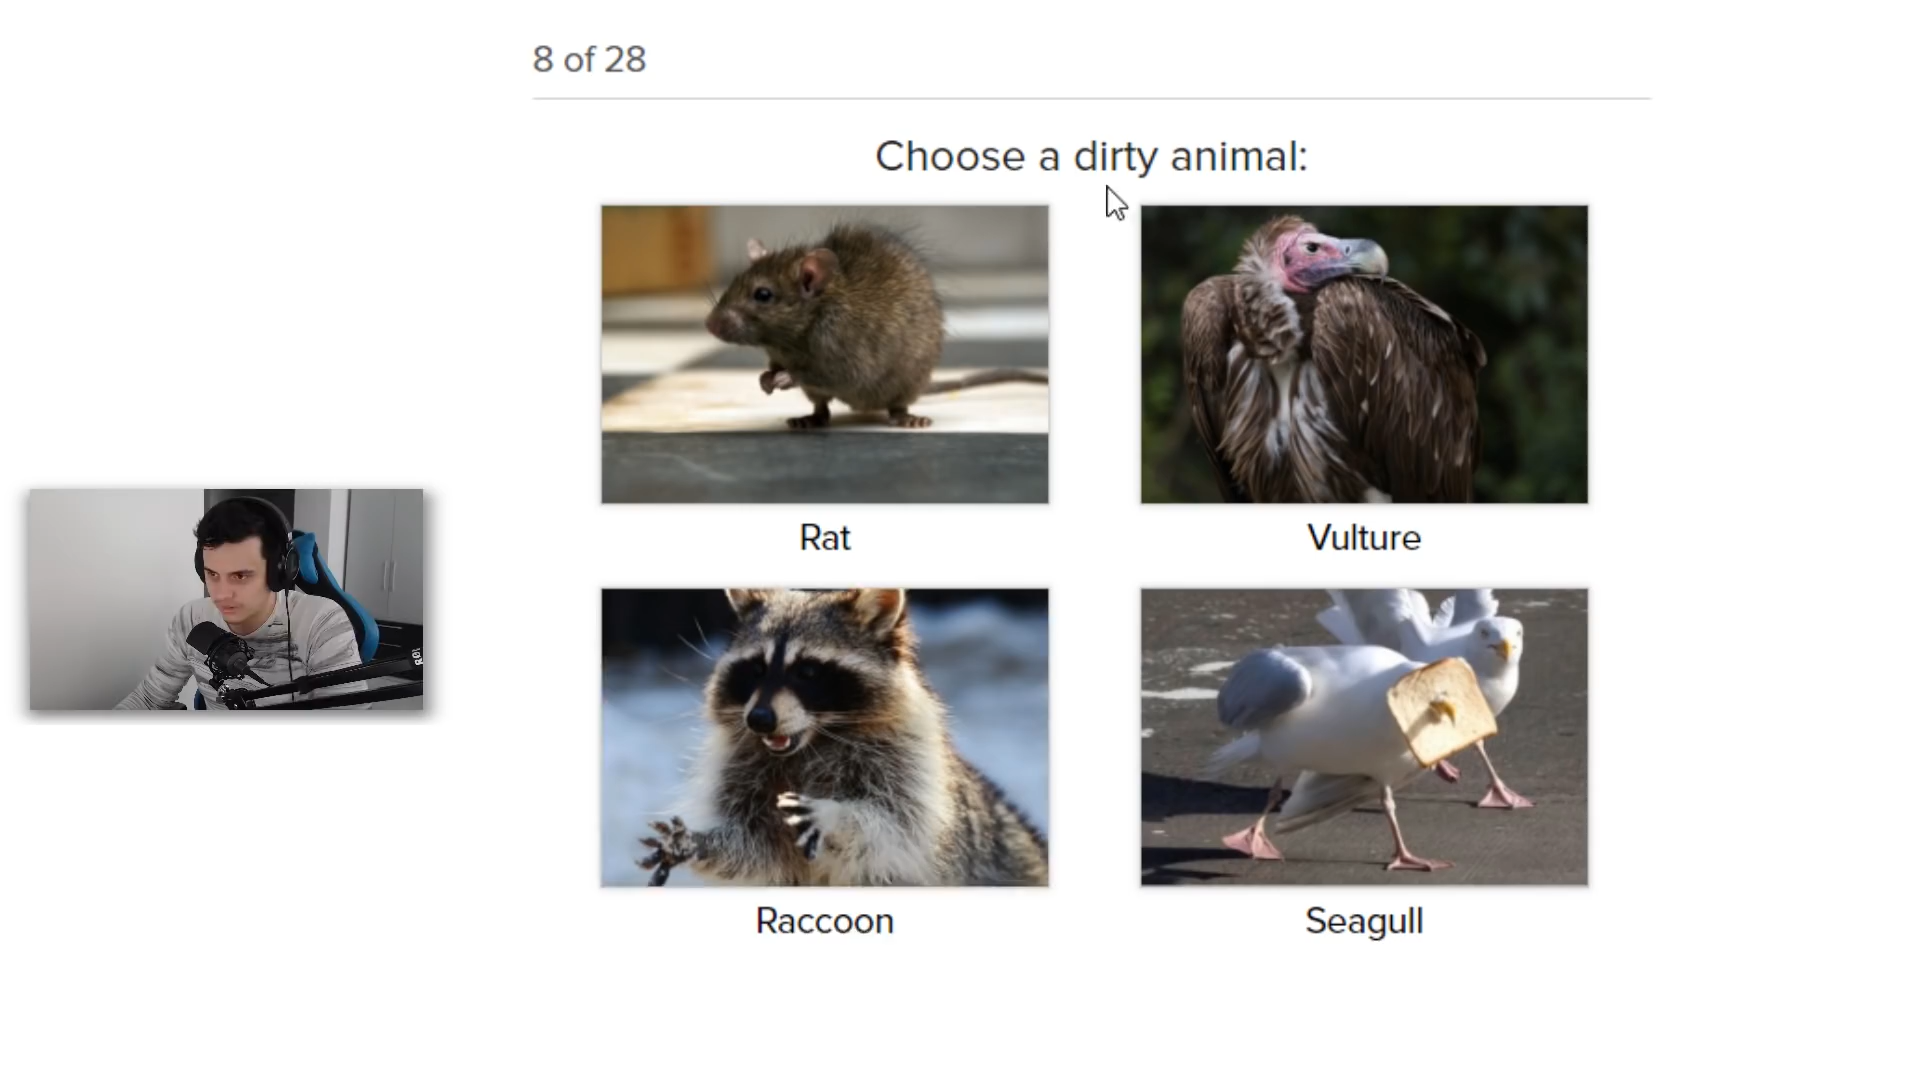 8 of 28
Choose a dirty animal:
Rat
Vulture
Raccoon
Seagull